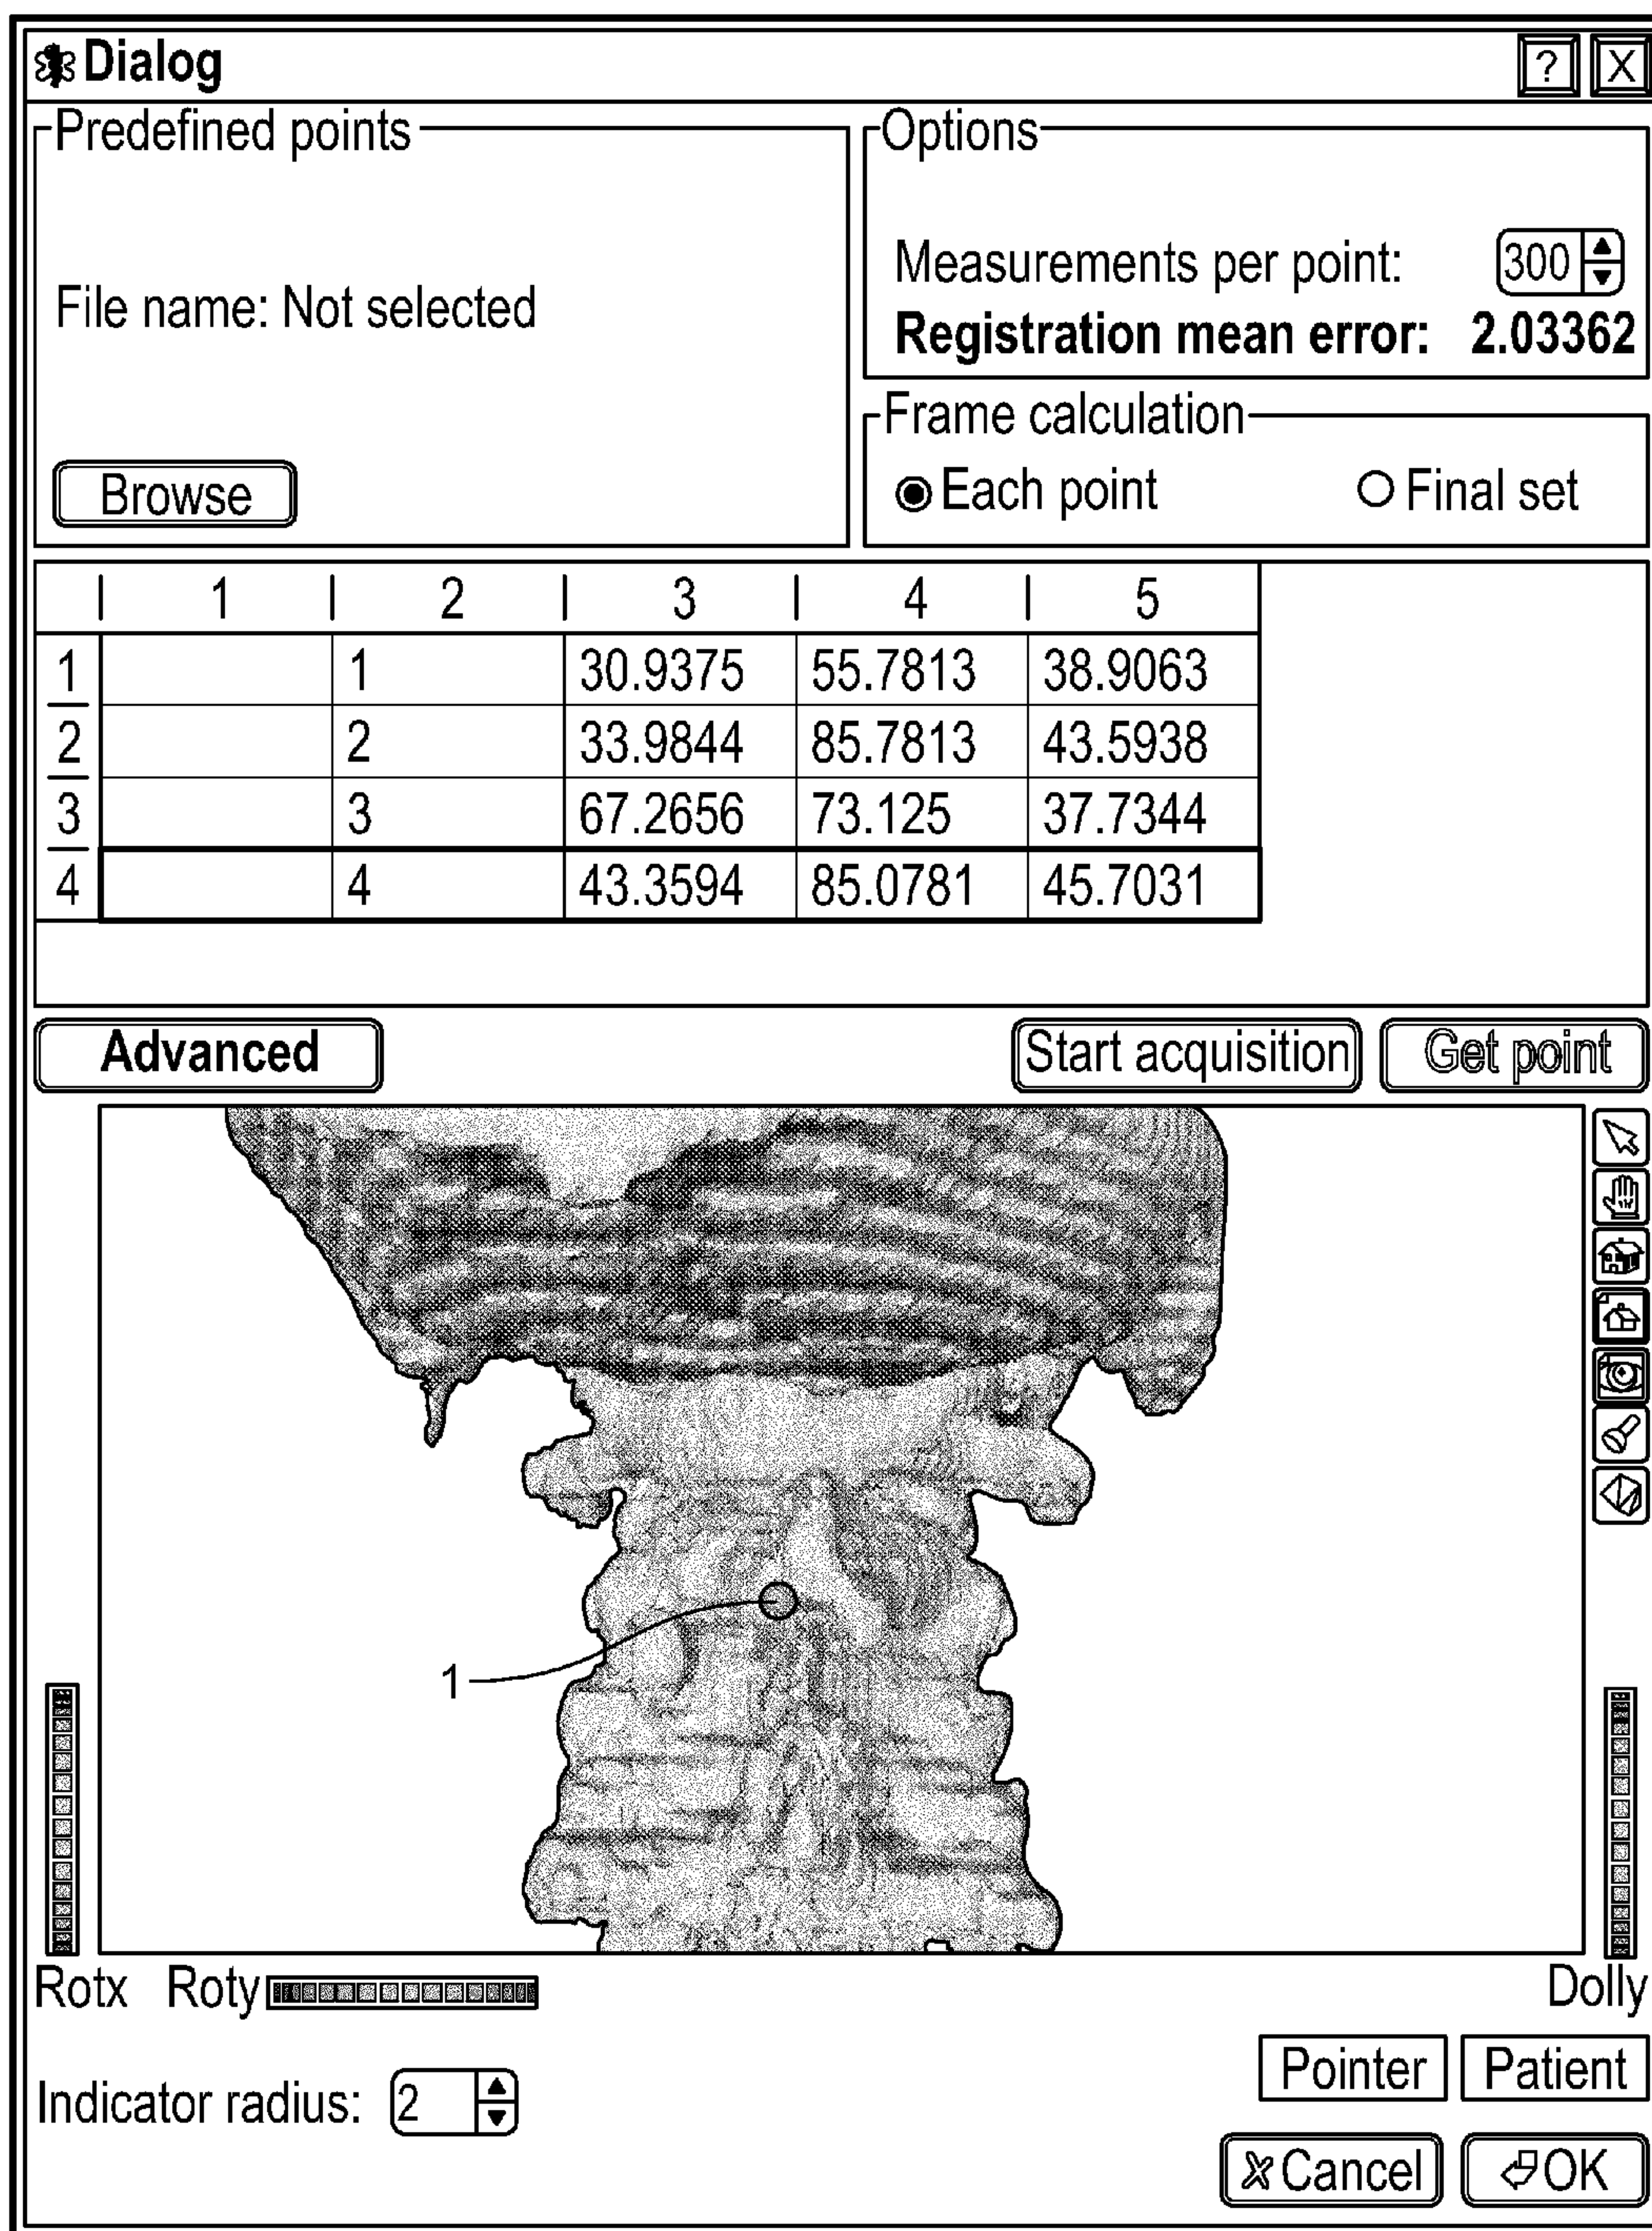 Dialog ? X
Predefined points
File name: Not selected
Browse
Options
Measurements per point: 300
Registration mean error: 2.03362
Frame calculation
Each point Final set
1 2 3 4 5
1 1 30.9375 55.7813 38.9063
2 2 33.9844 85.7813 43.5938
3 3 67.2656 73.125 37.7344
4 4 43.3594 85.0781 45.7031
Advanced Start acquisition Get point
1
Rotx Roty Dolly
Pointer Patient
Indicator radius: 2
Cancel OK